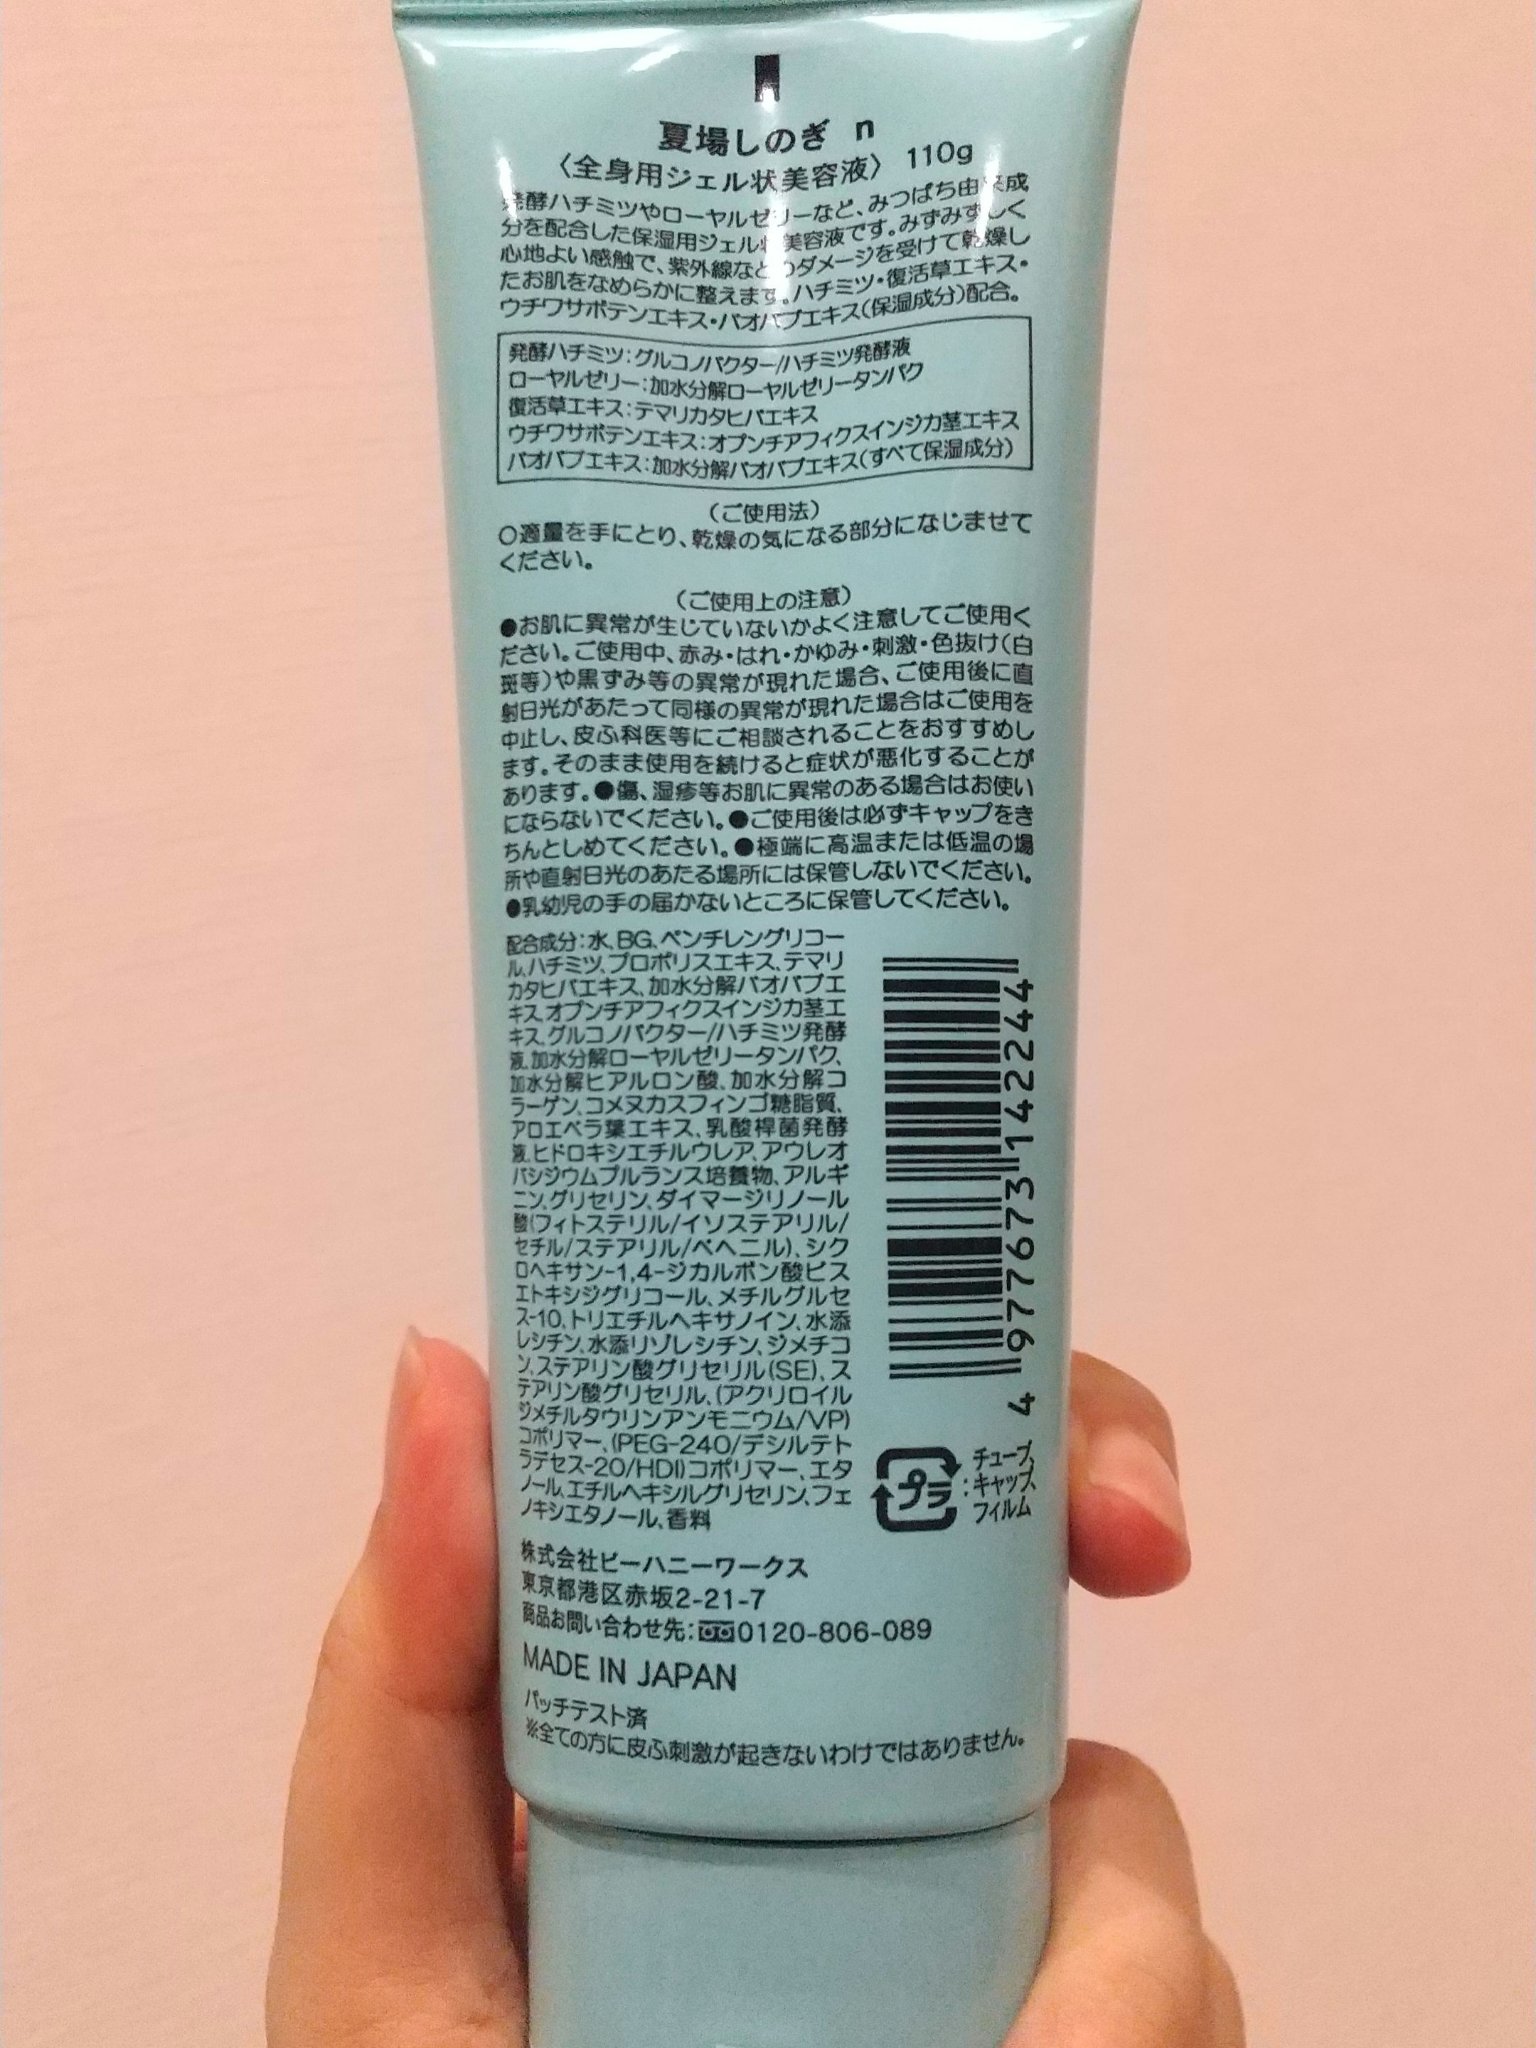 夏場しのぎ n
〈全身用ジェル状美容液〉 110g
発酵ハチミツやローヤルゼリーなど、みつばち由来成
分を配合した保湿用ジェル状美容液です。みずみずしく
心地よい感触で、紫外線などのダメージを受けて乾燥し
たお肌をなめらかに整えます。ハチミツ・復活草エキス・
ウチワサボテンエキス・バオバブエキス(保湿成分)配合。
発酵ハチミツ:グルコノバクター/ハチミツ発酵液
ローヤルゼリー:加水分解ローヤルゼリータンパク
復活草エキス:テマリカタヒバエキス
ウチワサボテンエキス:オプンチアフィクスインジカ茎エキス
バオバブエキス:加水分解バオバブエキス(すべて保湿成分)
(ご使用法)
○適量を手にとり、乾燥の気になる部分になじませて
ください。
(ご使用上の注意)
●お肌に異常が生じていないかよく注意してご使用く
ださい。ご使用中、赤み・はれ・かゆみ・刺激・色抜け(白
斑等)や黒ずみ等の異常が現れた場合、ご使用後に直
射日光があたって同様の異常が現れた場合はご使用を
中止し、皮ふ科医等にご相談されることをおすすめし
ます。そのまま使用を続けると症状が悪化することが
あります。●傷、湿疹等お肌に異常のある場合はお使い
にならないでください。●ご使用後は必ずキャップをき
ちんとしめてください。●極端に高温または低温の場
所や直射日光のあたる場所には保管しないでください。
●乳幼児の手の届かないところに保管してください。
配合成分:水、BG、ペンチレングリコー
ル、ハチミツ、プロポリスエキス、テマリ
カタヒバエキス、加水分解バオバブエ
キス、オプンチアフィクスインジカ茎エ
キス、グルコノバクター/ハチミツ発酵
液、加水分解ローヤルゼリータンパク、
加水分解ヒアルロン酸、加水分解コ
ラーゲン、コメヌカスフィンゴ糖脂質、
アロエベラ葉エキス、乳酸桿菌発酵
液、ヒドロキシエチルウレア、アウレオ
バシジウムプルランス培養物、アルギ
ニン、グリセリン、ダイマージリノール
酸(フィトステリル/イソステアリル/
セチル/ステアリル/ベヘニル)、シク
ロヘキサン-1,4-ジカルボン酸ビス
エトキシジグリコール、メチルグルセ
ス-10、トリエチルヘキサノイン、水添
レシチン、水添リゾレシチン、ジメチコ
ン、ステアリン酸グリセリル(SE)、ス
テアリン酸グリセリル、(アクリロイル
ジメチルタウリンアンモニウム/VP)
コポリマー、(PEG-240/デシルテト
ラデセス-20/HDI)コポリマー、エタ
ノール、エチルヘキシルグリセリン、フェ
ノキシエタノール、香料
4 977673 142244
プラ
:チューブ、
キャップ、
フィルム
株式会社ビーハニーワークス
東京都港区赤坂2-21-7
商品お問い合わせ先:0120-806-089
MADE IN JAPAN
パッチテスト済
※全ての方に皮ふ刺激が起きないわけではありません。